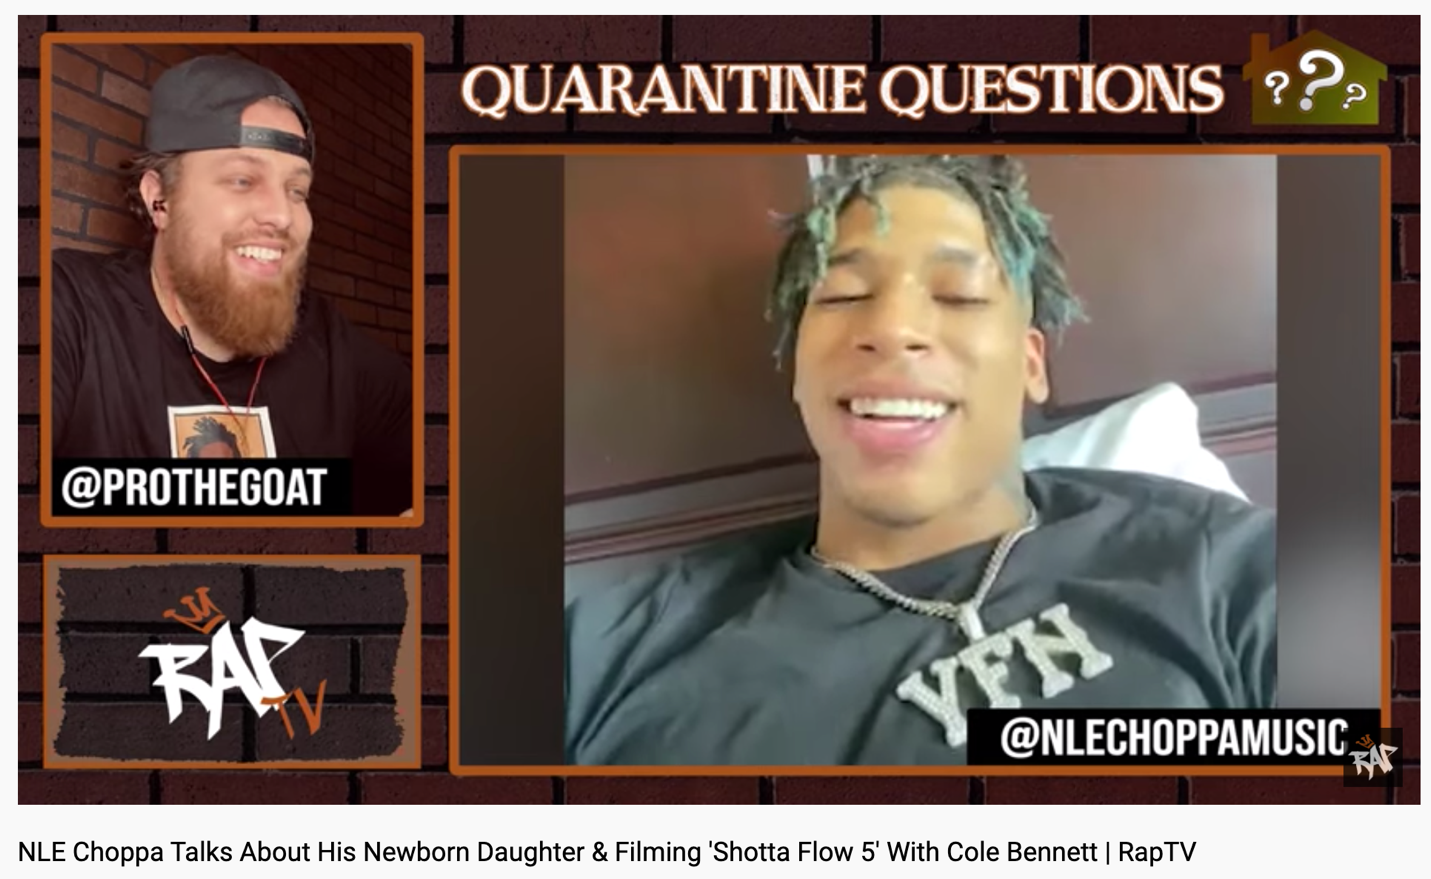 QUARANTINE QUESTIONS
???
@PROTHEGOAT
YFN
RAP
TV
@NLECHOPPAMUSIC
RAP
NLE Choppa Talks About His Newborn Daughter & Filming 'Shotta Flow 5' With Cole Bennett | RapTV